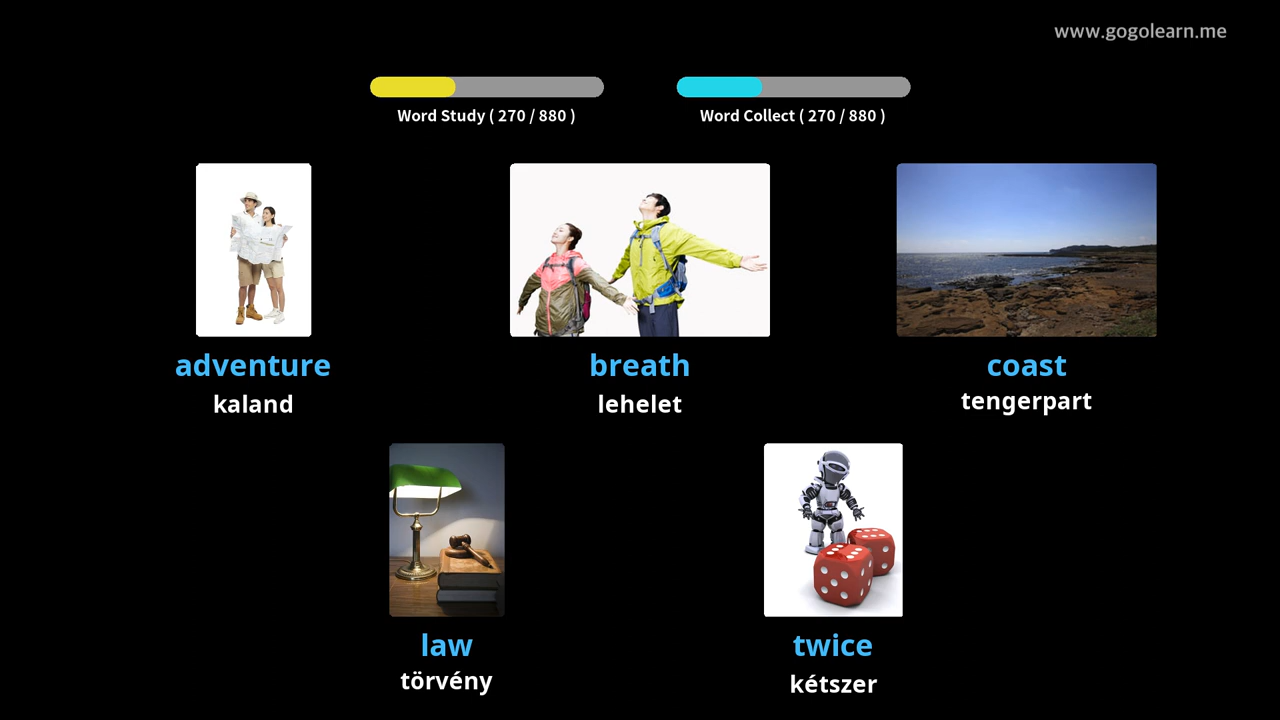 www.gogolearn.me
Word Study ( 270 / 880 )
Word Collect ( 270 / 880 )
adventure
kaland
breath
lehelet
coast
tengerpart
law
törvény
twice
kétszer